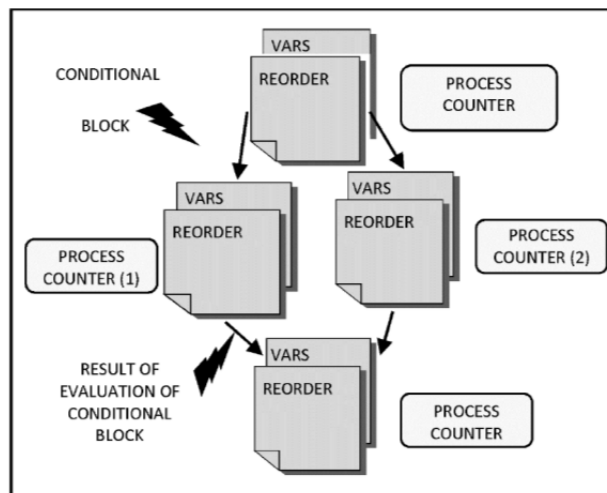 VARS
REORDER
PROCESS
COUNTER
CONDITIONAL
BLOCK
VARS
REORDER
PROCESS
COUNTER (1)
VARS
REORDER
PROCESS
COUNTER (2)
RESULT OF
EVALUATION OF
CONDITIONAL
BLOCK
VARS
REORDER
PROCESS
COUNTER